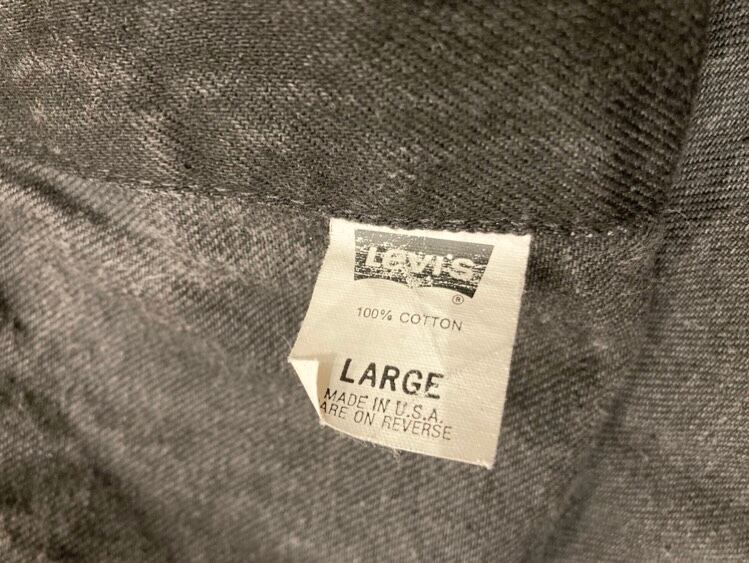 Levi's
®
100% COTTON
LARGE
MADE IN U.S.A.
ARE ON REVERSE